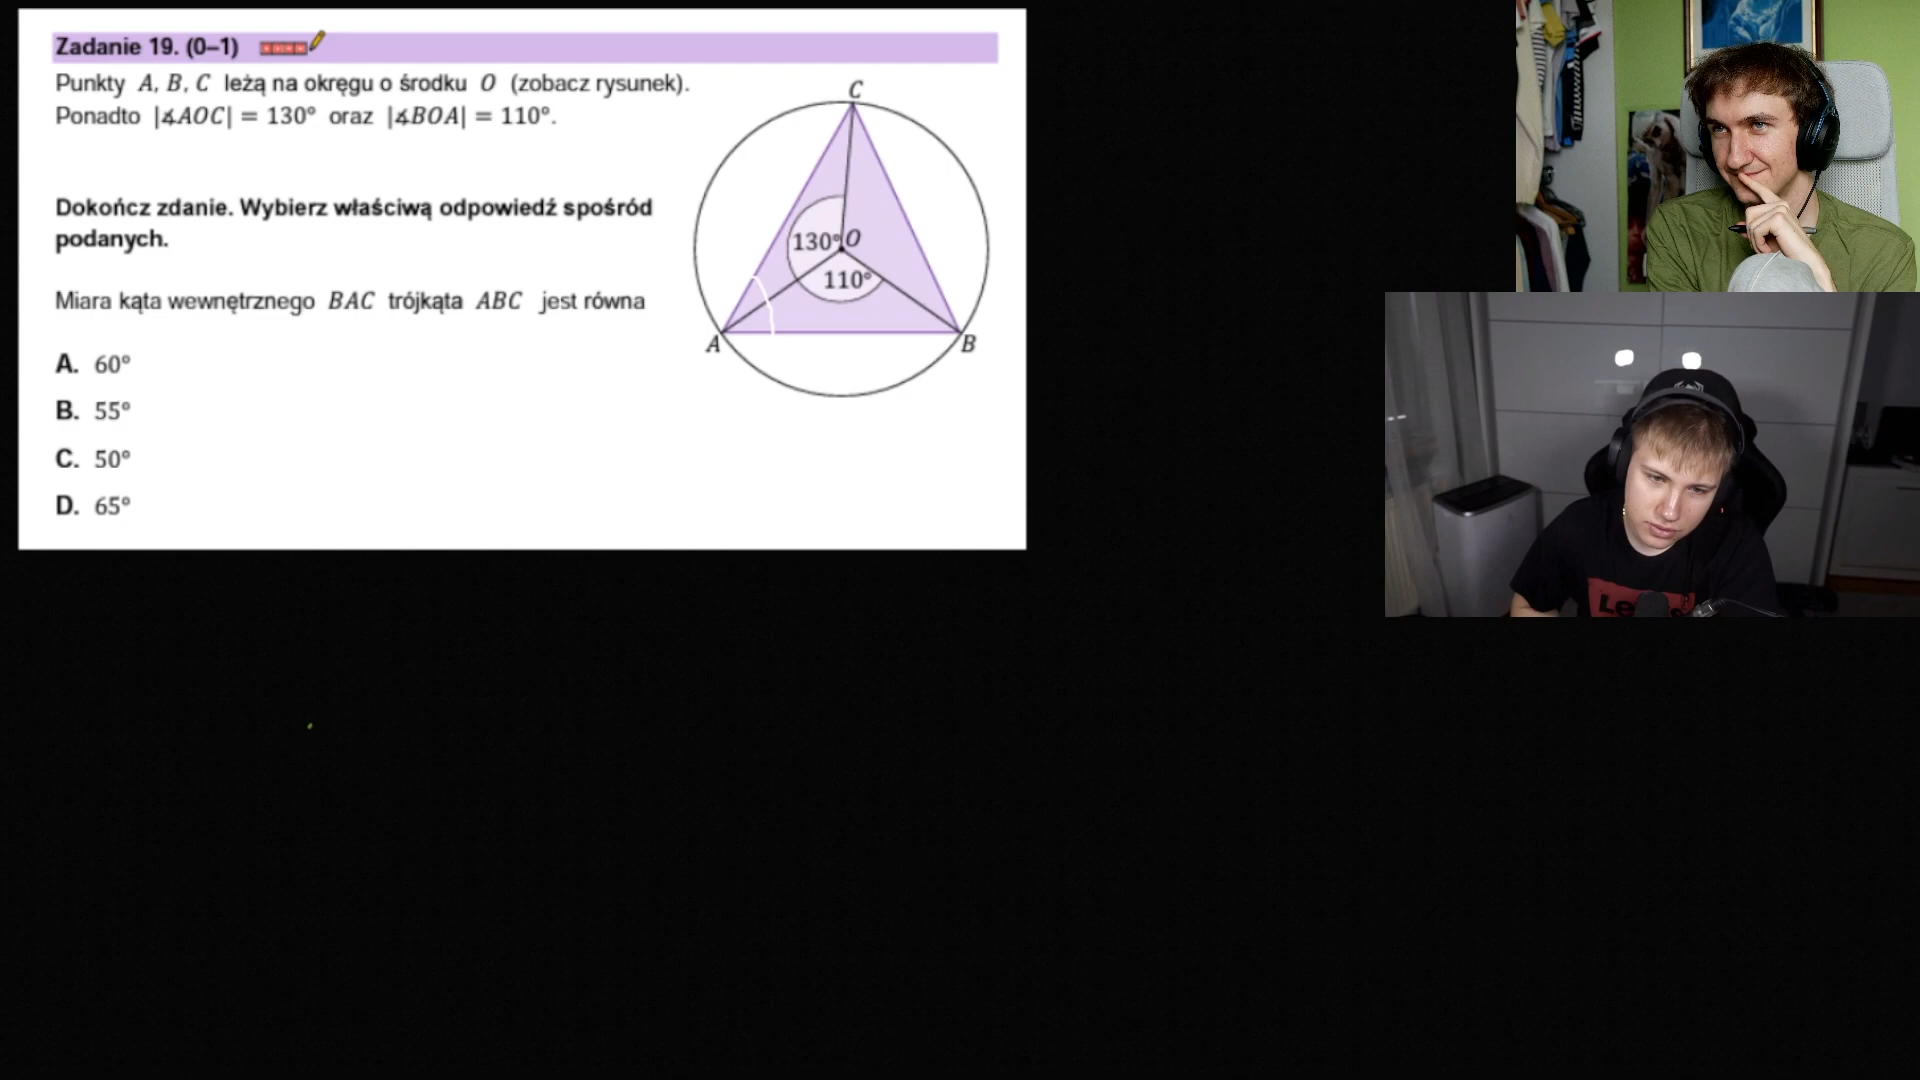 Zadanie 19. (0–1)
Punkty A, B, C leżą na okręgu o środku O (zobacz rysunek).
Ponadto |∡AOC| = 130° oraz |∡BOA| = 110°.
Dokończ zdanie. Wybierz właściwą odpowiedź spośród
podanych.
Miara kąta wewnętrznego BAC trójkąta ABC jest równa
A. 60°
B. 55°
C. 50°
D. 65°
C
130° O
110°
A
B